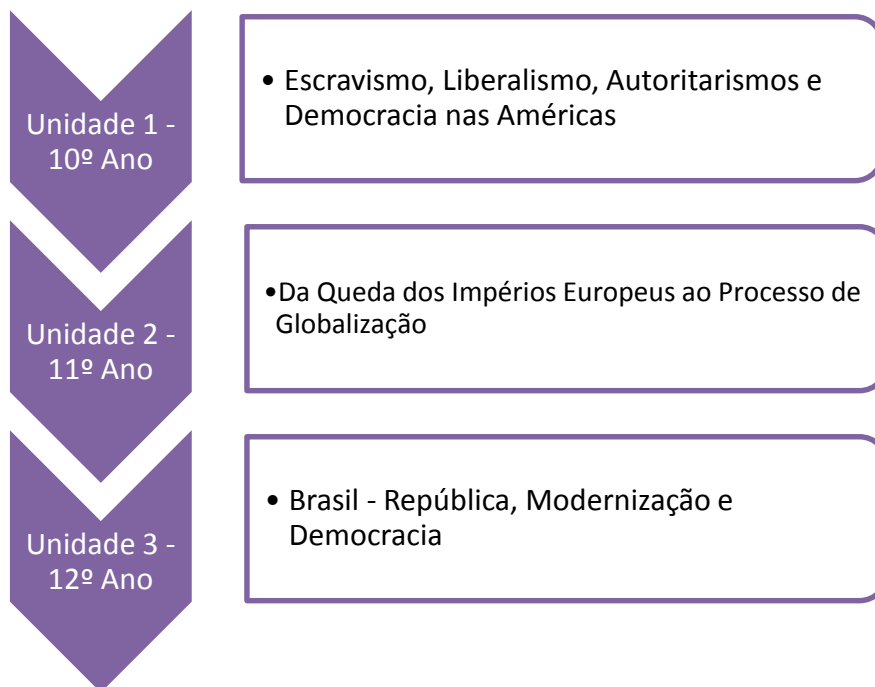 Unidade 1 -
10º Ano
• Escravismo, Liberalismo, Autoritarismos e
Democracia nas Américas
Unidade 2 -
11º Ano
•Da Queda dos Impérios Europeus ao Processo de
Globalização
Unidade 3 -
12º Ano
• Brasil - República, Modernização e
Democracia